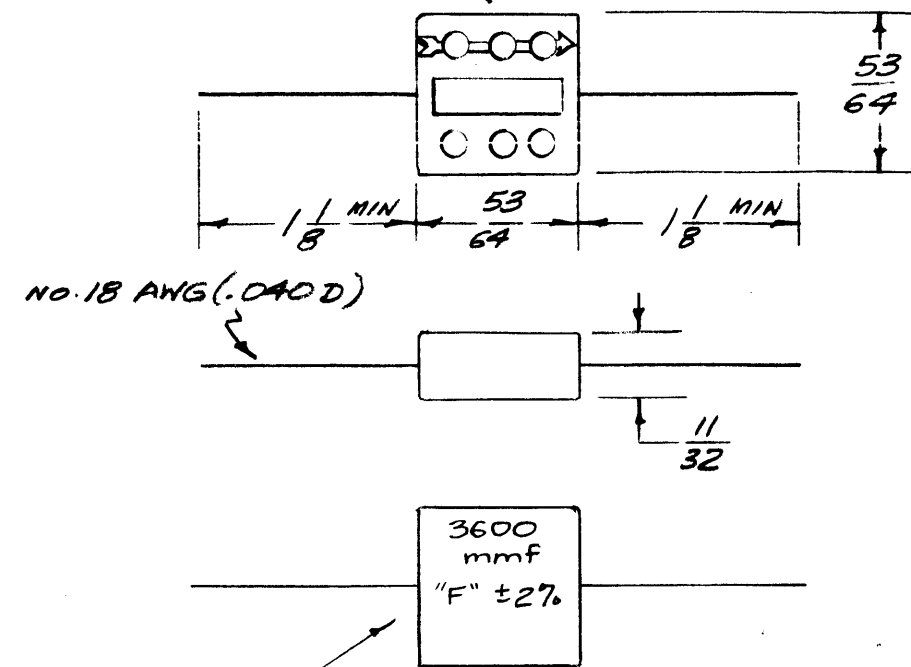 53/64
1 1/8 MIN
53/64
1 1/8 MIN
NO.18 AWG(.040D)
11/32
3600
mmf
"F" ±2%